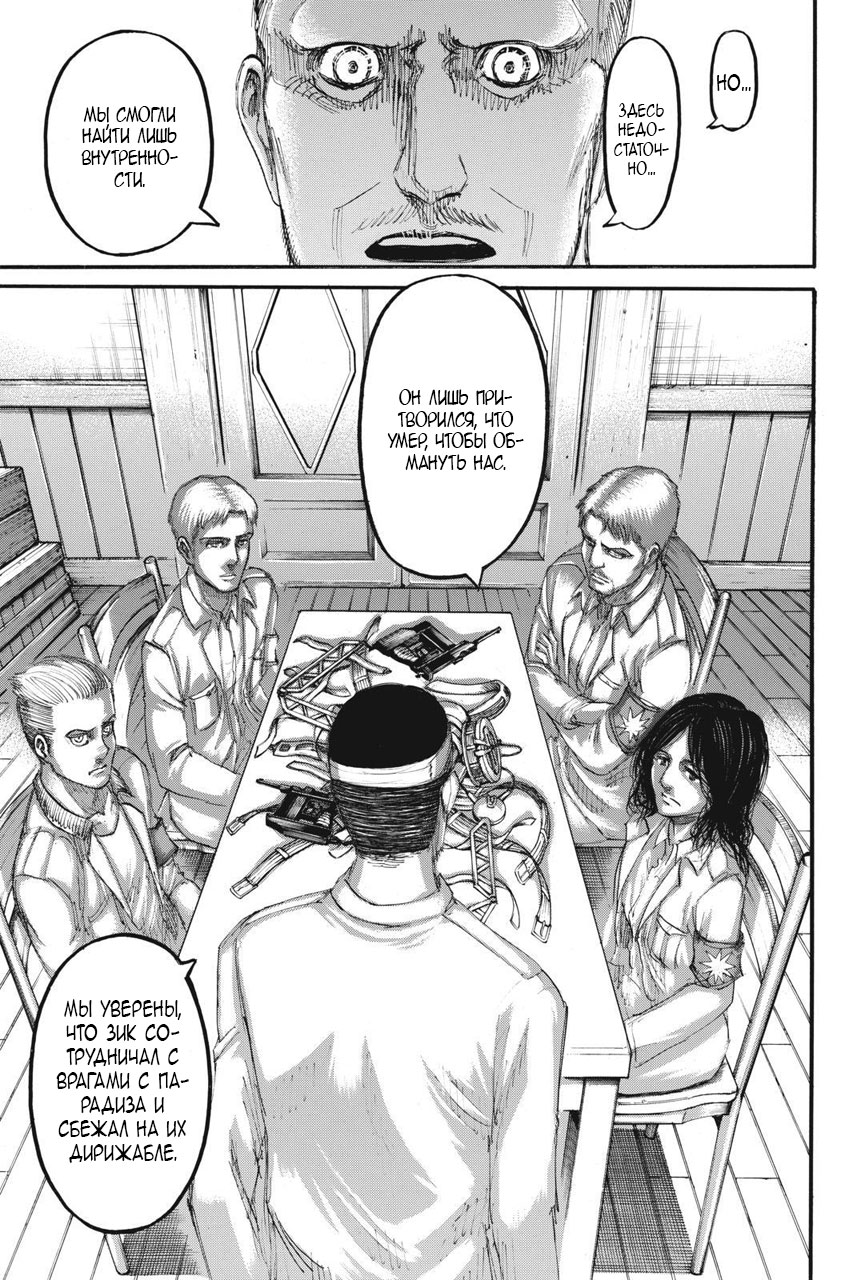 НО...
ЗДЕСЬ
НЕДО-
СТАТОЧ-
НО...
МЫ СМОГЛИ
НАЙТИ ЛИШЬ
ВНУТРЕННО-
СТИ.
ОН ЛИШЬ ПРИ-
ТВОРИЛСЯ, ЧТО
УМЕР, ЧТОБЫ ОБ-
МАНУТЬ НАС.
МЫ УВЕРЕНЫ,
ЧТО ЗИК СО-
ТРУДНИЧАЛ С
ВРАГАМИ С ПА-
РАДИЗА И
СБЕЖАЛ НА ИХ
ДИРИЖАБЛЕ.